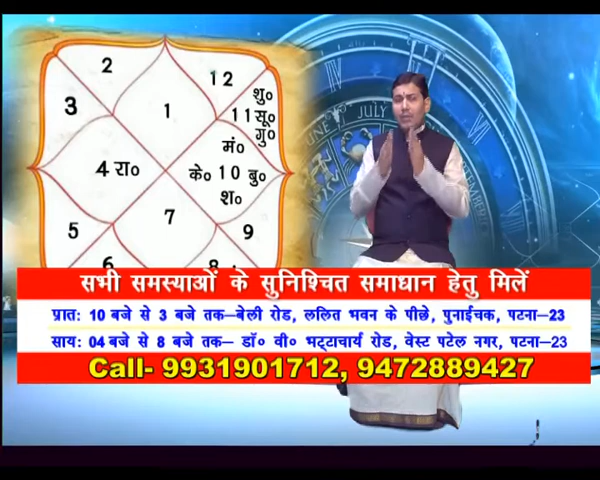 2
12
शु०
3
1
11 सू०
गु०
मं०
4 रा०
के० 10 बु०
श०
7
5
9
JUNE
JULY
सभी समस्याओं के सुनिश्चित समाधान हेतु मिलें
प्रात: 10 बजे से 3 बजे तक–बेली रोड, ललित भवन के पीछे, पुनाईचक, पटना–23
साय: 04 बजे से 8 बजे तक– डॉ० वी० भट्टाचार्य रोड, वेस्ट पटेल नगर, पटना–23
Call- 9931901712, 9472889427